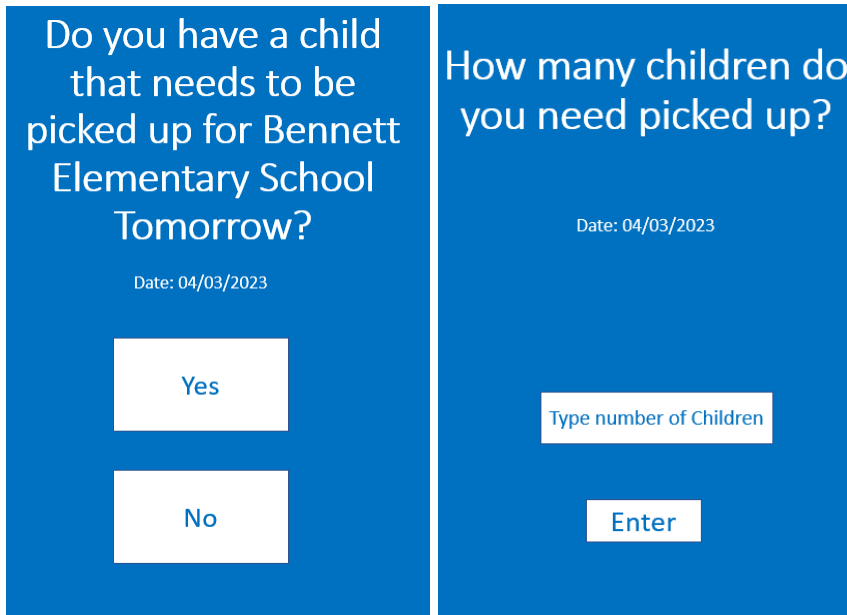 Do you have a child
that needs to be
picked up for Bennett
Elementary School
Tomorrow?
Date: 04/03/2023
Yes
No
How many children do
you need picked up?
Date: 04/03/2023
Type number of Children
Enter